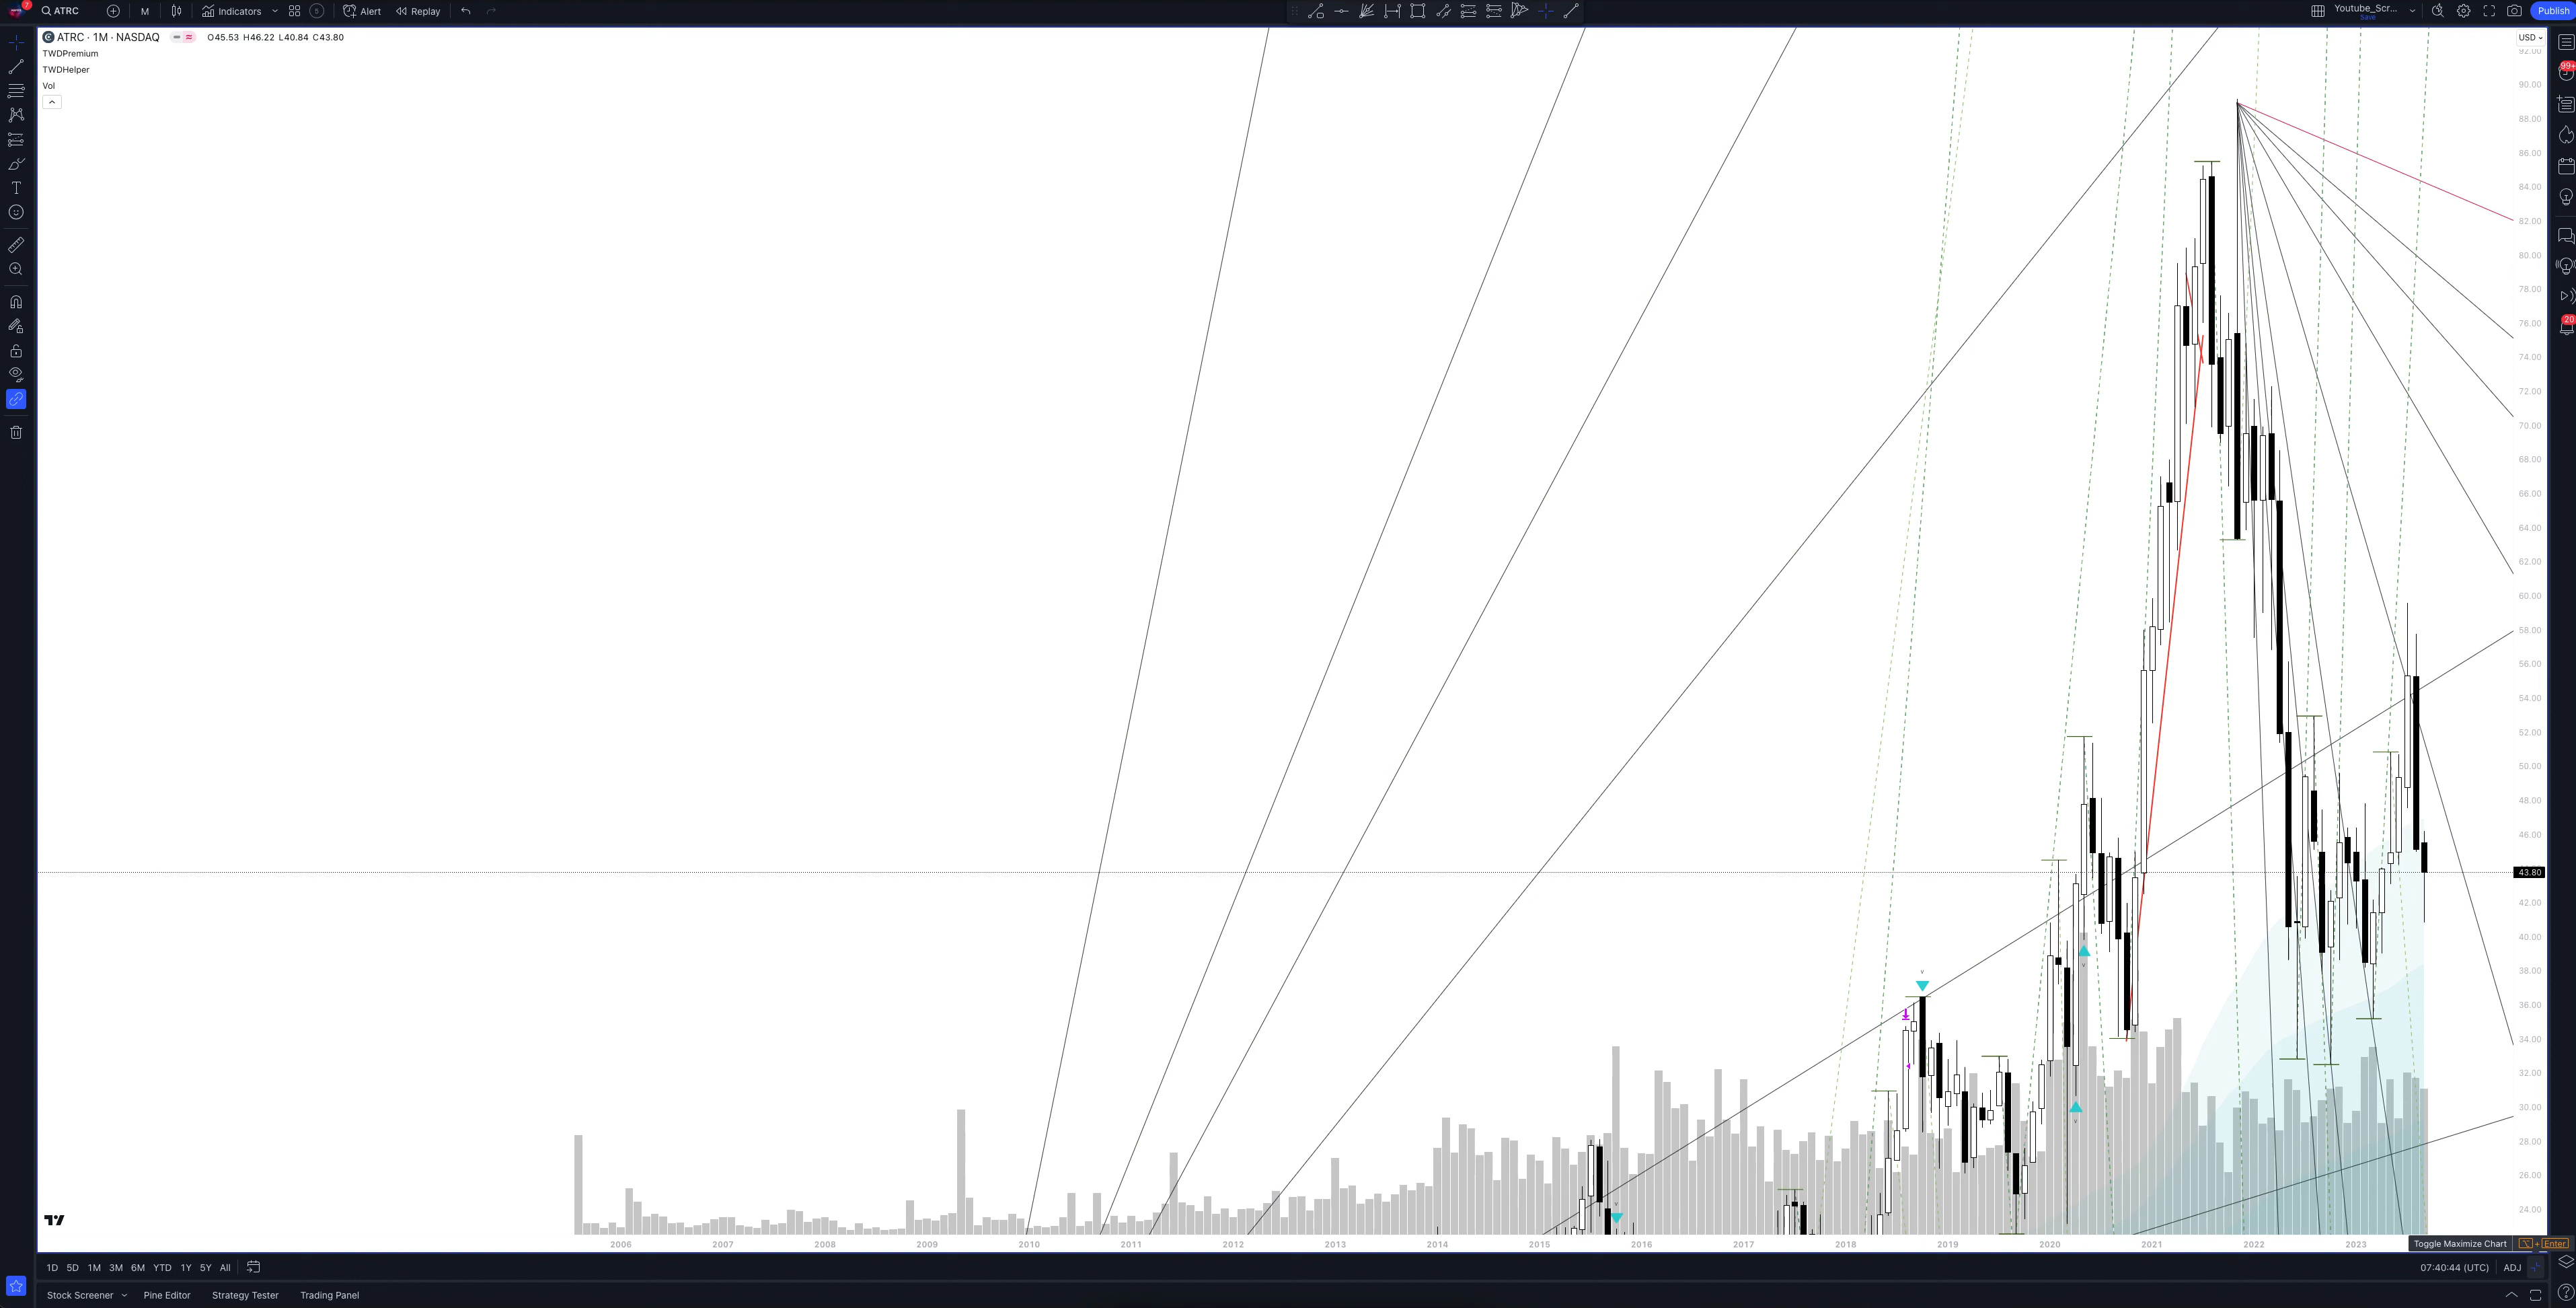 7
ATRC
M
Indicators
5
Alert
Replay
Youtube_Scr...
Save
Publish
ATRC · 1M · NASDAQ
O45.53 H46.22 L40.84 C43.80
TWDPremium
TWDHelper
Vol
USD
92.00
90.00
88.00
86.00
84.00
82.00
80.00
78.00
76.00
74.00
72.00
70.00
68.00
66.00
64.00
62.00
60.00
58.00
56.00
54.00
52.00
50.00
48.00
46.00
43.80
42.00
40.00
38.00
36.00
34.00
32.00
30.00
28.00
26.00
24.00
99+
20
2006 2007 2008 2009 2010 2011 2012 2013 2014 2015 2016 2017 2018 2019 2020 2021 2022 2023
Toggle Maximize Chart ⌥ + Enter
1D 5D 1M 3M 6M YTD 1Y 5Y All
07:40:44 (UTC) ADJ
Stock Screener Pine Editor Strategy Tester Trading Panel